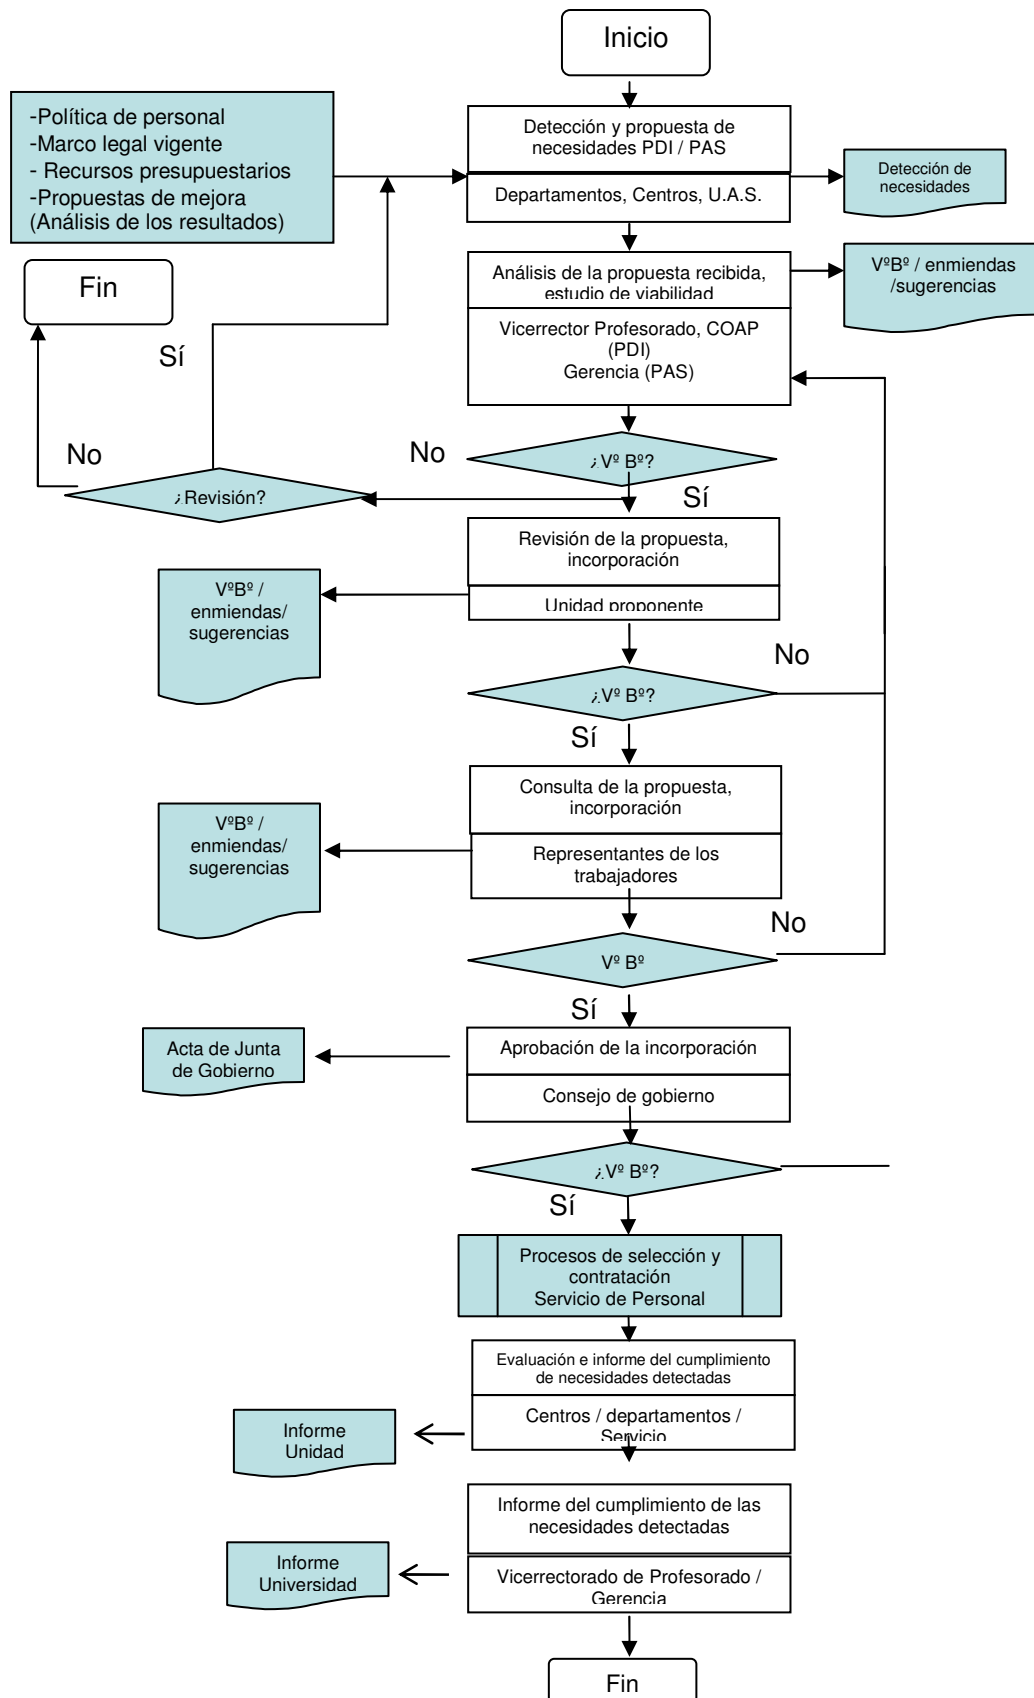 Inicio
-Política de personal
-Marco legal vigente
- Recursos presupuestarios
-Propuestas de mejora
(Análisis de los resultados)
Detección y propuesta de
necesidades PDI / PAS
Departamentos, Centros, U.A.S.
Detección de
necesidades
Fin
Análisis de la propuesta recibida,
estudio de viabilidad
VºBº / enmiendas
/sugerencias
Vicerrector Profesorado, COAP
(PDI)
Gerencia (PAS)
Sí
No
No
¿Vº Bº?
¿Revisión?
Sí
Revisión de la propuesta,
incorporación
Unidad proponente
VºBº /
enmiendas/
sugerencias
No
¿Vº Bº?
Sí
Consulta de la propuesta,
incorporación
Representantes de los
trabajadores
VºBº /
enmiendas/
sugerencias
No
Vº Bº
Sí
Aprobación de la incorporación
Consejo de gobierno
Acta de Junta
de Gobierno
¿Vº Bº?
Sí
Procesos de selección y
contratación
Servicio de Personal
Evaluación e informe del cumplimiento
de necesidades detectadas
Centros / departamentos /
Servicio
Informe
Unidad
Informe del cumplimiento de las
necesidades detectadas
Vicerrectorado de Profesorado /
Gerencia
Informe
Universidad
Fin